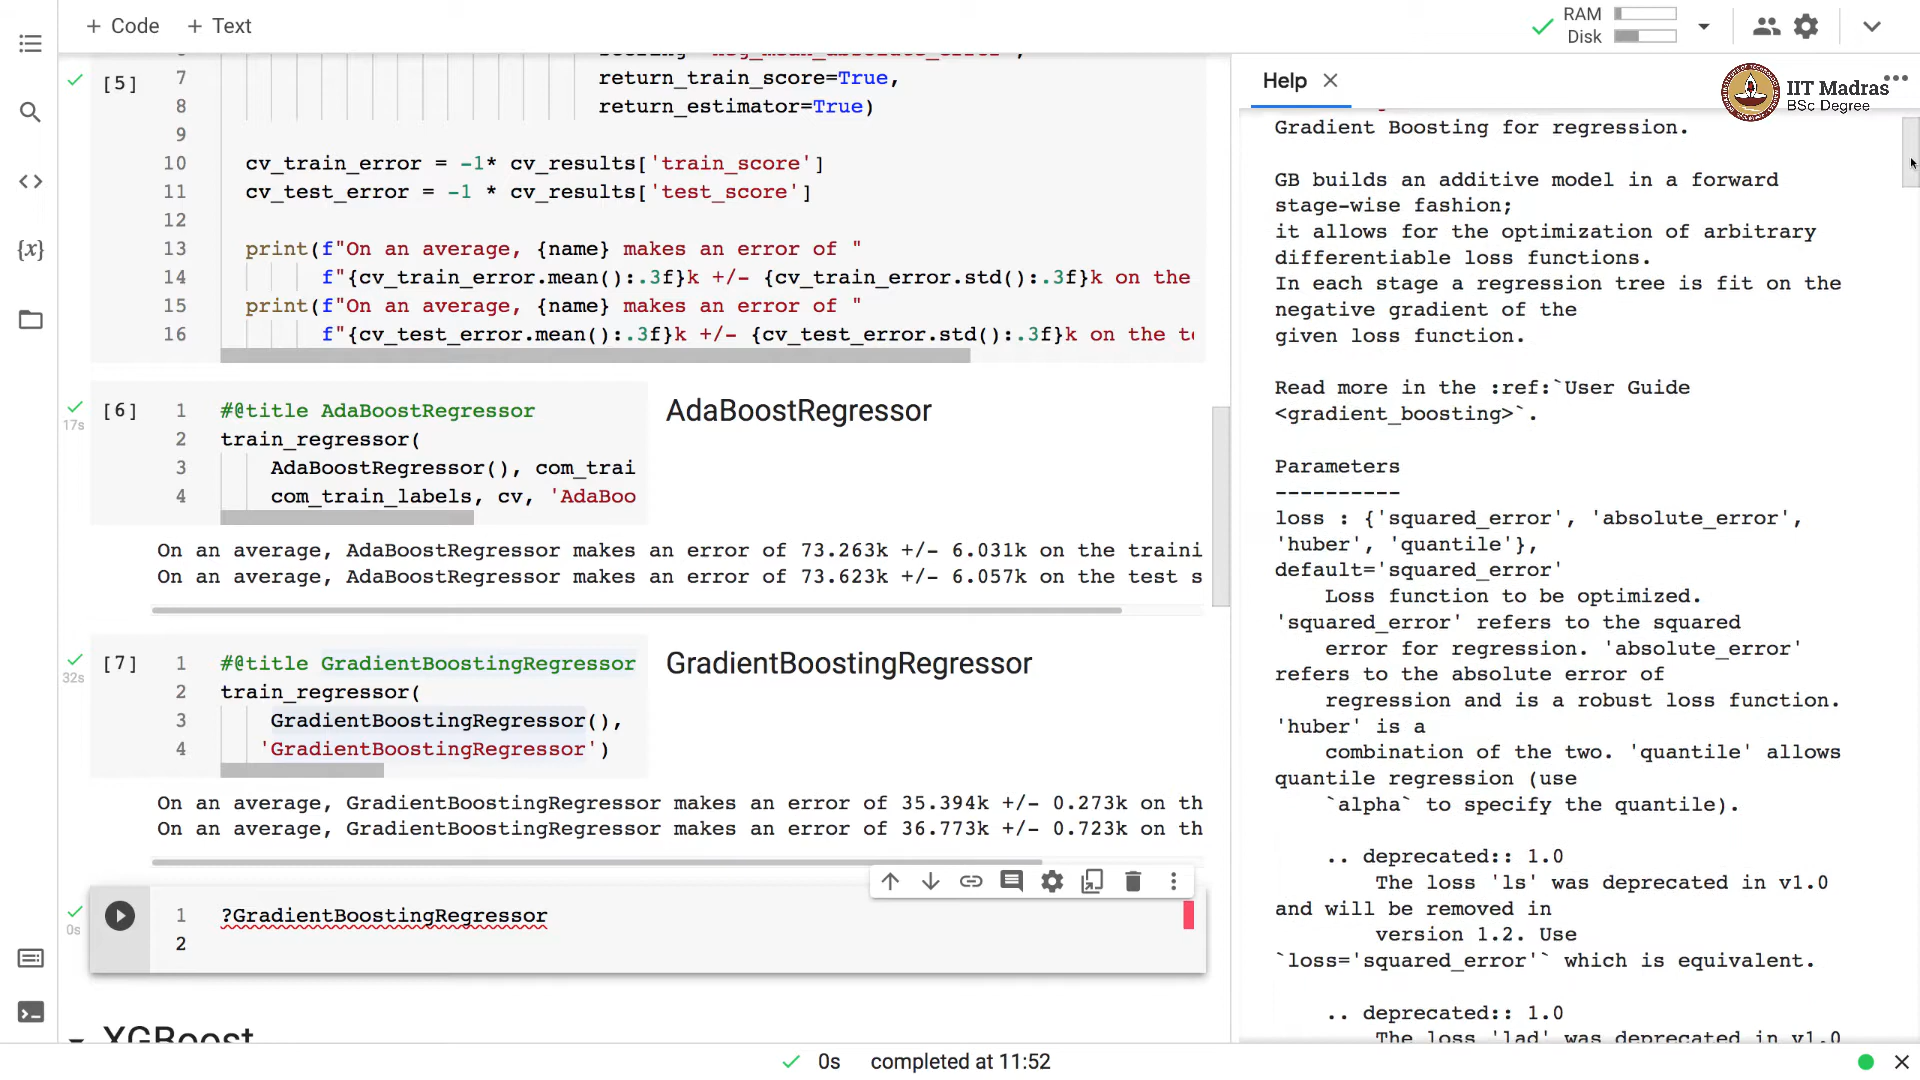 + Code + Text
RAM
Disk
[5]
7 return_train_score=True,
8 return_estimator=True)
9
10 cv_train_error = -1* cv_results['train_score']
11 cv_test_error = -1 * cv_results['test_score']
12
13 print(f"On an average, {name} makes an error of "
14 f"{cv_train_error.mean():.3f}k +/- {cv_train_error.std():.3f}k on the
15 print(f"On an average, {name} makes an error of "
16 f"{cv_test_error.mean():.3f}k +/- {cv_test_error.std():.3f}k on the te
[6] 1 #@title AdaBoostRegressor
17s
2 train_regressor(
3 AdaBoostRegressor(), com_trai
4 com_train_labels, cv, 'AdaBoo
AdaBoostRegressor
On an average, AdaBoostRegressor makes an error of 73.263k +/- 6.031k on the traini
On an average, AdaBoostRegressor makes an error of 73.623k +/- 6.057k on the test s
[7] 1 #@title GradientBoostingRegressor
32s
2 train_regressor(
3 GradientBoostingRegressor(),
4 'GradientBoostingRegressor')
GradientBoostingRegressor
On an average, GradientBoostingRegressor makes an error of 35.394k +/- 0.273k on th
On an average, GradientBoostingRegressor makes an error of 36.773k +/- 0.723k on th
0s
1 ?GradientBoostingRegressor
2
XGBoost
Help
IIT Madras
BSc Degree
Gradient Boosting for regression.
GB builds an additive model in a forward
stage-wise fashion;
it allows for the optimization of arbitrary
differentiable loss functions.
In each stage a regression tree is fit on the
negative gradient of the
given loss function.
Read more in the :ref:`User Guide
<gradient_boosting>`.
Parameters
----------
loss : {'squared_error', 'absolute_error',
'huber', 'quantile'},
default='squared_error'
Loss function to be optimized.
'squared_error' refers to the squared
error for regression. 'absolute_error'
refers to the absolute error of
regression and is a robust loss function.
'huber' is a
combination of the two. 'quantile' allows
quantile regression (use
`alpha` to specify the quantile).
.. deprecated:: 1.0
The loss 'ls' was deprecated in v1.0
and will be removed in
version 1.2. Use
`loss='squared_error'` which is equivalent.
.. deprecated:: 1.0
The loss 'lad' was deprecated in v1.0
0s completed at 11:52